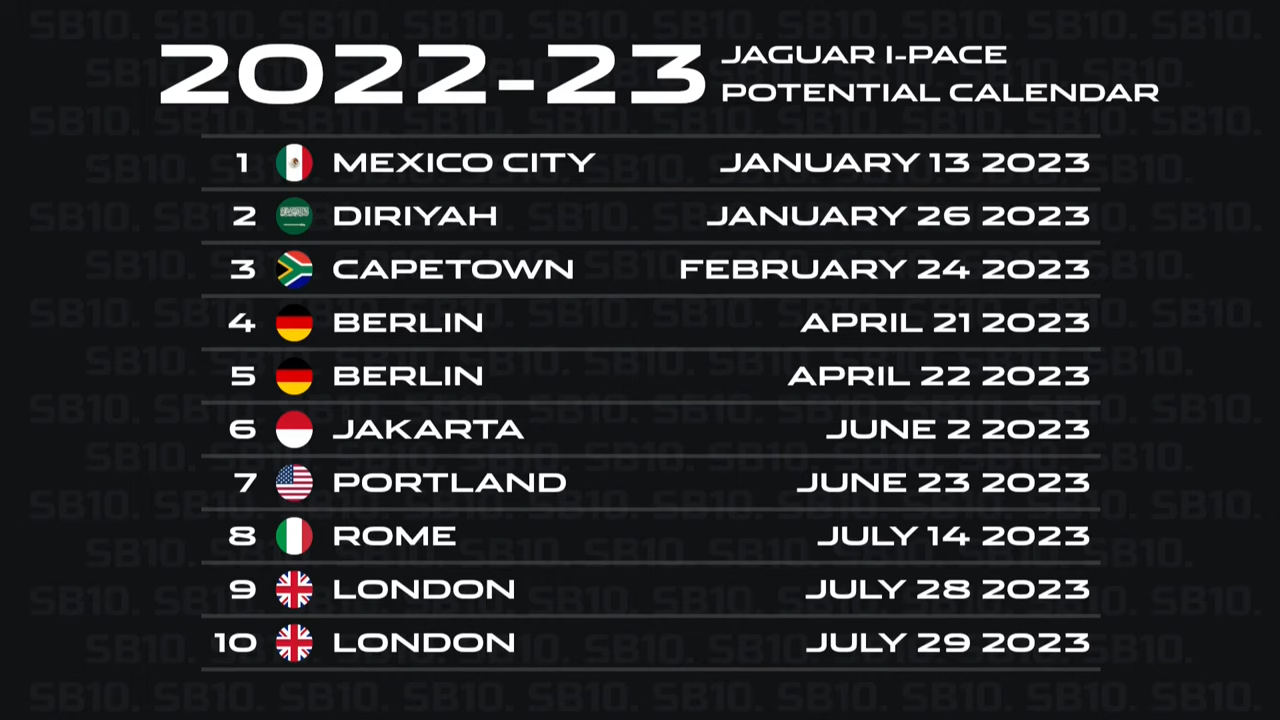 2022-23 JAGUAR I-PACE
POTENTIAL CALENDAR
1 MEXICO CITY JANUARY 13 2023
2 DIRIYAH JANUARY 26 2023
3 CAPETOWN FEBRUARY 24 2023
4 BERLIN APRIL 21 2023
5 BERLIN APRIL 22 2023
6 JAKARTA JUNE 2 2023
7 PORTLAND JUNE 23 2023
8 ROME JULY 14 2023
9 LONDON JULY 28 2023
10 LONDON JULY 29 2023